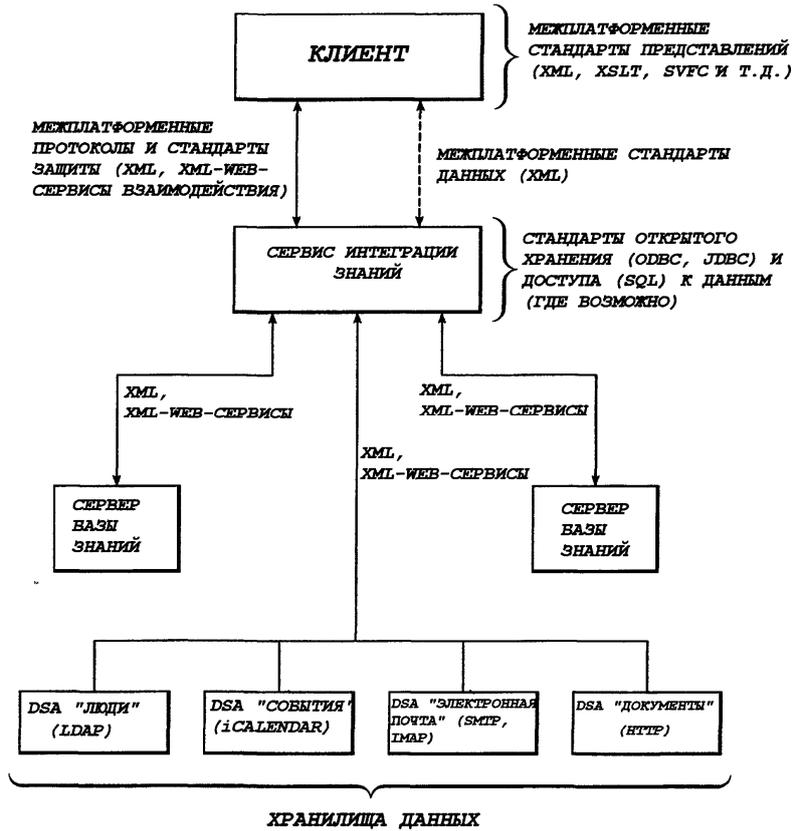 КЛИЕНТ
МЕЖПЛАТФОРМЕННЫЕ
СТАНДАРТЫ ПРЕДСТАВЛЕНИЙ
(XML, XSLT, SVFC И Т.Д.)
МЕЖПЛАТФОРМЕННЫЕ
ПРОТОКОЛЫ И СТАНДАРТЫ
ЗАЩИТЫ (XML, XML-WEB-
СЕРВИСЫ ВЗАИМОДЕЙСТВИЯ)
МЕЖПЛАТФОРМЕННЫЕ СТАНДАРТЫ
ДАННЫХ (XML)
СЕРВИС ИНТЕГРАЦИИ
ЗНАНИЙ
СТАНДАРТЫ ОТКРЫТОГО
ХРАНЕНИЯ (ODBC, JDBC) И
ДОСТУПА (SQL) К ДАННЫМ
(ГДЕ ВОЗМОЖНО)
XML,
XML-WEB-СЕРВИСЫ
XML,
XML-WEB-СЕРВИСЫ
XML,
XML-WEB-СЕРВИСЫ
СЕРВЕР
БАЗЫ
ЗНАНИЙ
СЕРВЕР
БАЗЫ
ЗНАНИЙ
DSA "ЛЮДИ"
(LDAP)
DSA "СОБЫТИЯ"
(iCALENDAR)
DSA "ЭЛЕКТРОННАЯ
ПОЧТА" (SMTP,
IMAP)
DSA "ДОКУМЕНТЫ"
(HTTP)
ХРАНИЛИЩА ДАННЫХ